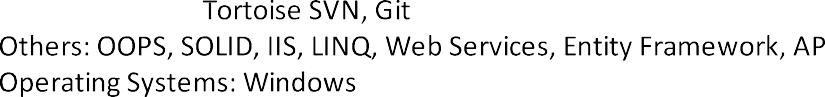 Tortoise SVN, Git
Others: OOPS, SOLID, IIS, LINQ, Web Services, Entity Framework, AP
Operating Systems: Windows